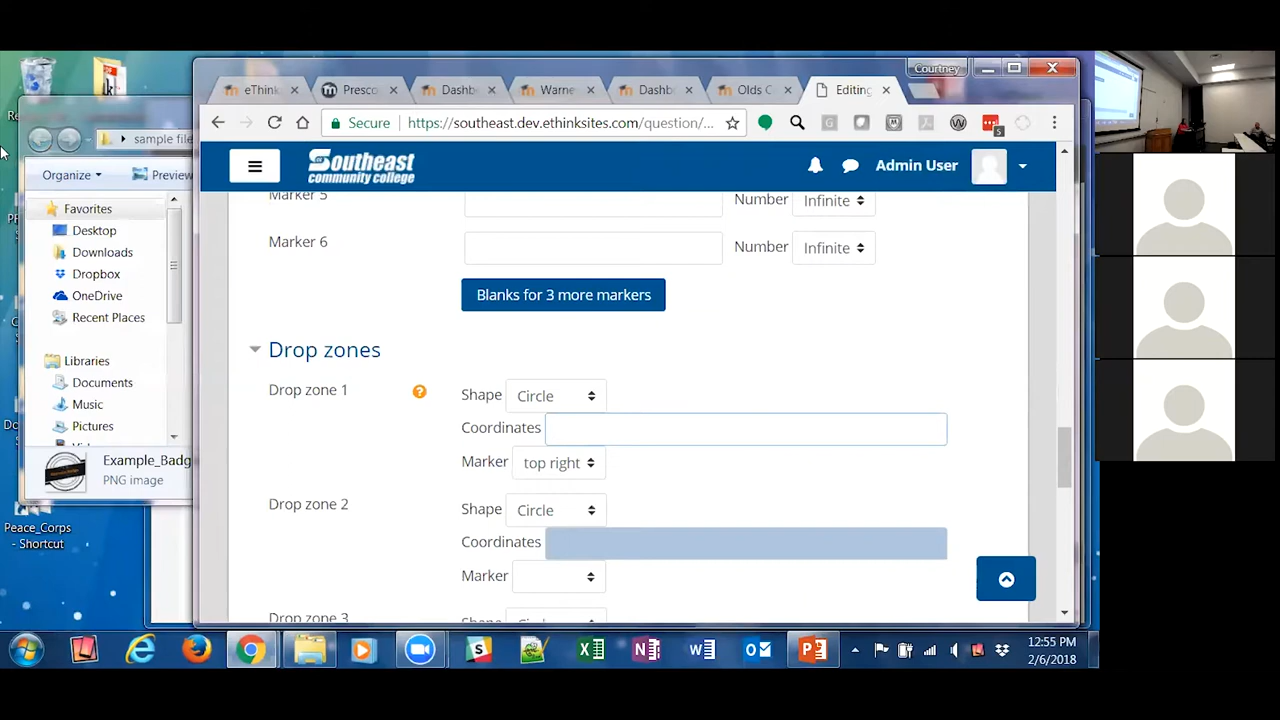 Courtney
eThink
Presco
Dashb
Warne
Dashb
Olds C
Editing
Secure
https://southeast.dev.ethinksites.com/question/...
5
sample file
Organize
Preview
Favorites
Desktop
Downloads
Dropbox
OneDrive
Recent Places
Libraries
Documents
Music
Pictures
Example_Badg
PNG image
Peace_Corps
- Shortcut
Southeast
community college
Admin User
Marker 5
Number
Infinite
Marker 6
Number
Infinite
Blanks for 3 more markers
Drop zones
Drop zone 1
Shape
Circle
Coordinates
Marker
top right
Drop zone 2
Shape
Circle
Coordinates
Marker
Drop zone 3
12:55 PM
2/6/2018